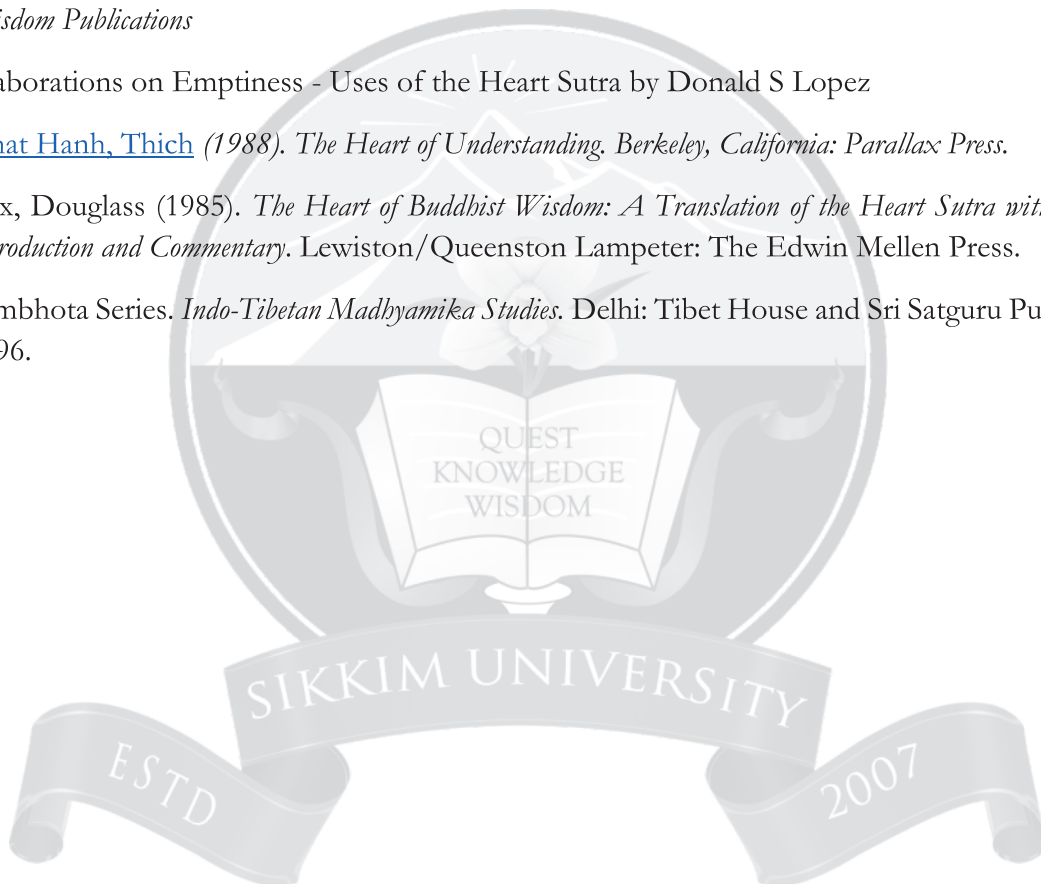 isdom Publications
aborations on Emptiness - Uses of the Heart Sutra by Donald S Lopez
hat Hanh, Thich (1988). The Heart of Understanding. Berkeley, California: Parallax Press.
x, Douglass (1985). The Heart of Buddhist Wisdom: A Translation of the Heart Sutra with
roduction and Commentary. Lewiston/Queenston Lampeter: The Edwin Mellen Press.
mbhota Series. Indo-Tibetan Madhyamika Studies. Delhi: Tibet House and Sri Satguru Pu
96.
QUEST
KNOWLEDGE
WISDOM
SIKKIM UNIVERSITY
ESTD
2007